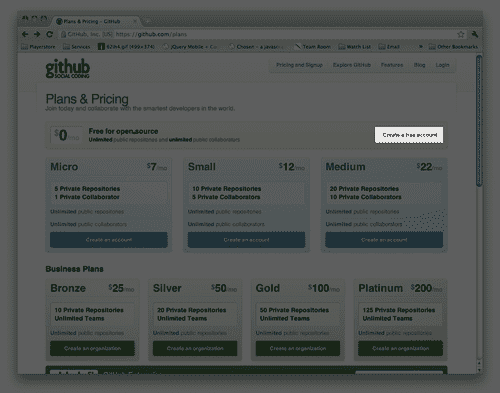 Plans & Pricing - GitHub
GitHub, Inc. [US] https://github.com/plans
Services
Chosen - a javasc
Team Room
Watch List
Email
Other Bookmarks
github
SOCIAL CODING
Pricing and Signup Explore GitHub Features Blog Login
Plans & Pricing
Join today and collaborate with the smartest developers in the world.
$0/mo
Free for open source
Unlimited public repositories and unlimited public collaborators
Create a free account
Micro $7/mo
5 Private Repositories
1 Private Collaborator
Unlimited public repositories
Unlimited public collaborators
Create an account
Small $12/mo
10 Private Repositories
5 Private Collaborators
Unlimited public repositories
Unlimited public collaborators
Create an account
Medium $22/mo
20 Private Repositories
10 Private Collaborators
Unlimited public repositories
Unlimited public collaborators
Create an account
Business Plans
Bronze $25/mo
10 Private Repositories
Unlimited Teams
Unlimited public repositories
Create an organization
Silver $50/mo
20 Private Repositories
Unlimited Teams
Unlimited public repositories
Create an organization
Gold $100/mo
50 Private Repositories
Unlimited Teams
Unlimited public repositories
Create an organization
Platinum $200/mo
125 Private Repositories
Unlimited Teams
Unlimited public repositories
Create an organization